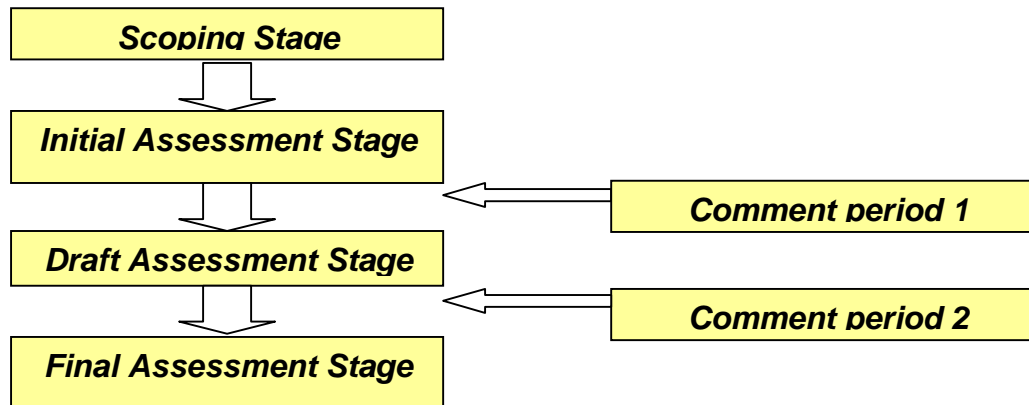 Scoping Stage
Initial Assessment Stage
Comment period 1
Draft Assessment Stage
Comment period 2
Final Assessment Stage